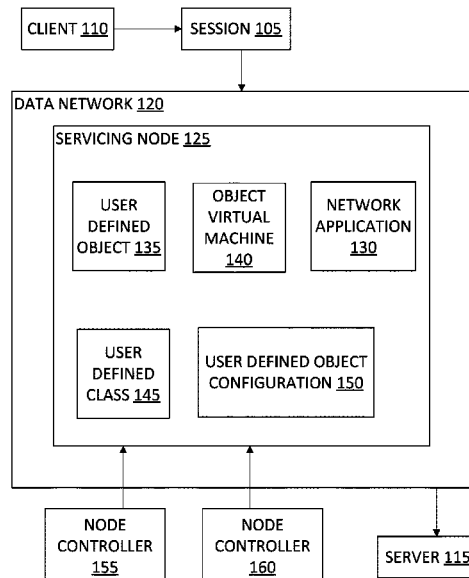 CLIENT 110
SESSION 105
DATA NETWORK 120
SERVICING NODE 125
USER
DEFINED
OBJECT 135
OBJECT
VIRTUAL
MACHINE
140
NETWORK
APPLICATION
130
USER
DEFINED
CLASS 145
USER DEFINED OBJECT
CONFIGURATION 150
NODE
CONTROLLER
155
NODE
CONTROLLER
160
SERVER 115